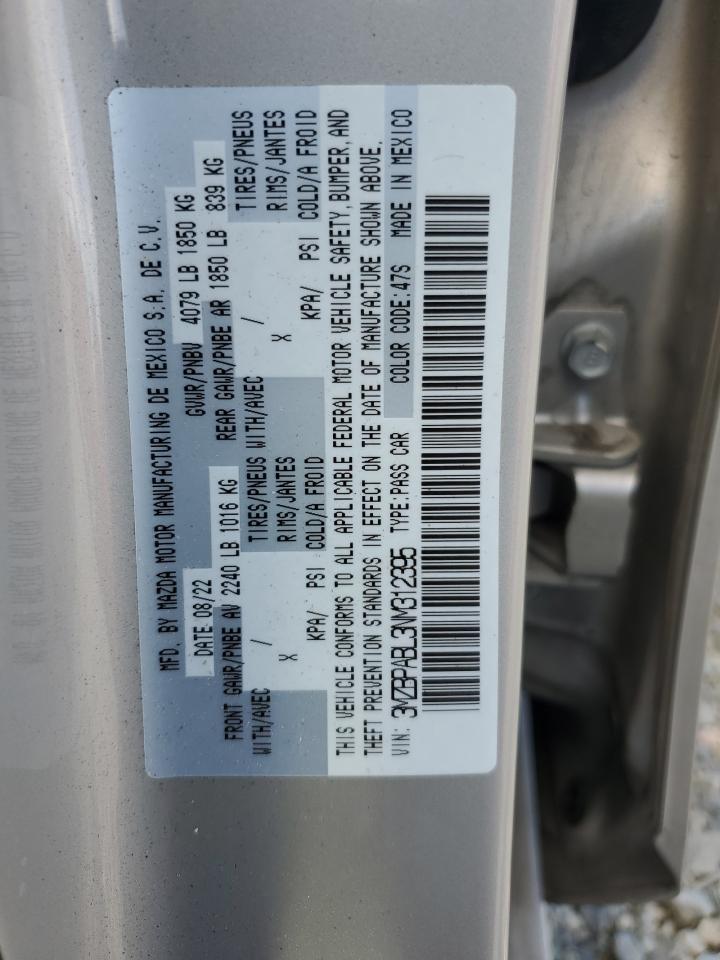 MFD. BY MAZDA MOTOR MANUFACTURING DE MEXICO S.A. DE C.V.
DATE 08/22 GVWR/PNBV 4079 LB 1850 KG
FRONT GAWR/PNBE AV 2240 LB 1016 KG REAR GAWR/PNBE AR 1850 LB 839 KG
WITH/AVEC / TIRES/PNEUS WITH/AVEC / TIRES/PNEUS
X RIMS/JANTES X RIMS/JANTES
KPA/ PSI COLD/A FROID KPA/ PSI COLD/A FROID
THIS VEHICLE CONFORMS TO ALL APPLICABLE FEDERAL MOTOR VEHICLE SAFETY, BUMPER, AND
THEFT PREVENTION STANDARDS IN EFFECT ON THE DATE OF MANUFACTURE SHOWN ABOVE.
VIN: 3MZBPABL3NM312395 TYPE:PASS CAR COLOR CODE:47S MADE IN MEXICO